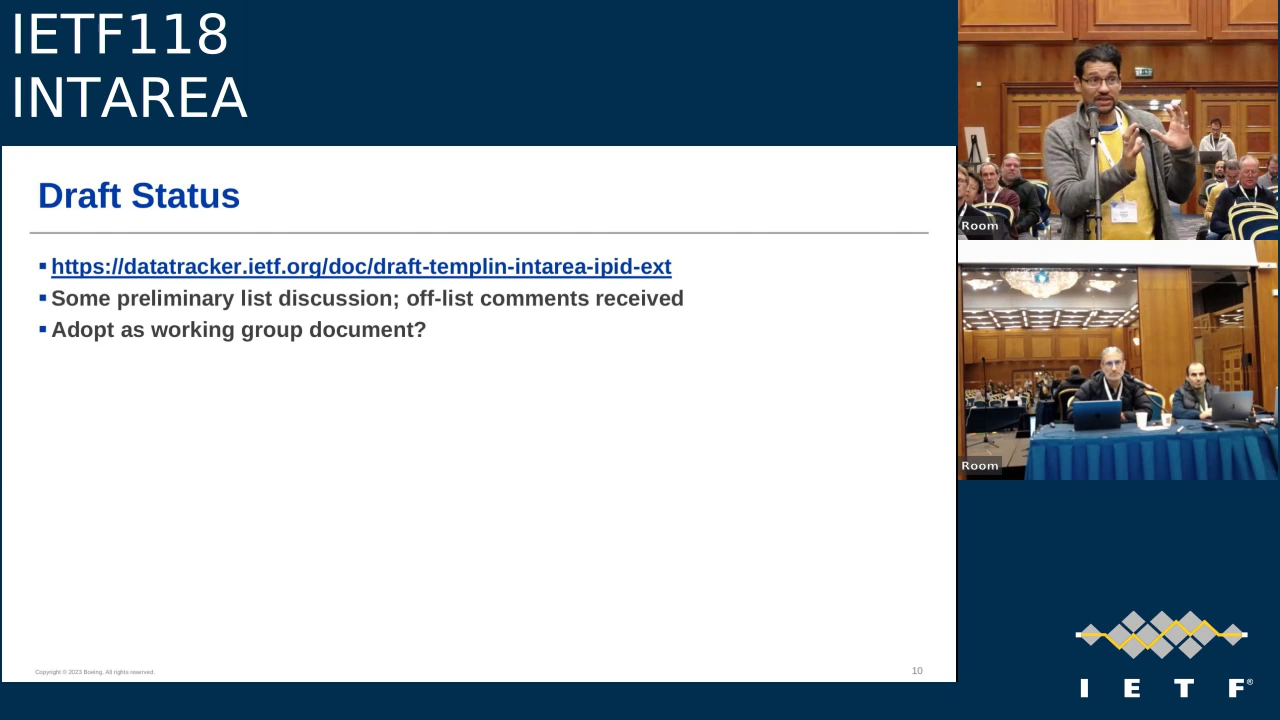 IETF118
INTAREA
Draft Status
https://datatracker.ietf.org/doc/draft-templin-intarea-ipid-ext
Some preliminary list discussion; off-list comments received
Adopt as working group document?
Copyright © 2023 Boeing. All rights reserved.
10
Room
Room
I E T F®